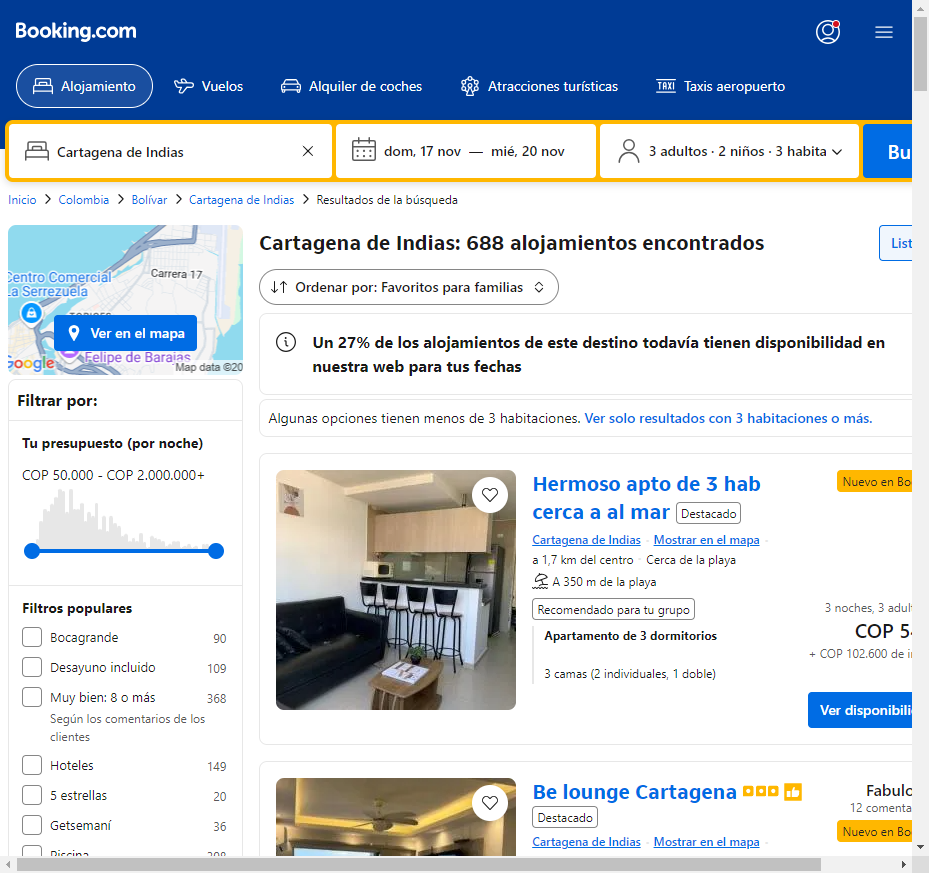 Booking.com
Alojamiento
Vuelos
Alquiler de coches
Atracciones turísticas
TAXI Taxis aeropuerto
Cartagena de Indias
dom, 17 nov — mié, 20 nov
3 adultos · 2 niños · 3 habita
Bu
Inicio > Colombia > Bolívar > Cartagena de Indias > Resultados de la búsqueda
Centro Comercial
La Serrezuela
Carrera 17
Ver en el mapa
Felipe de Barajas
Google
Map data ©20
Filtrar por:
Tu presupuesto (por noche)
COP 50.000 - COP 2.000.000+
Filtros populares
Bocagrande 90
Desayuno incluido 109
Muy bien: 8 o más 368
Según los comentarios de los
clientes
Hoteles 149
5 estrellas 20
Getsemaní 36
Piscina
Cartagena de Indias: 688 alojamientos encontrados
List
Ordenar por: Favoritos para familias
Un 27% de los alojamientos de este destino todavía tienen disponibilidad en
nuestra web para tus fechas
Algunas opciones tienen menos de 3 habitaciones. Ver solo resultados con 3 habitaciones o más.
Hermoso apto de 3 hab
cerca a al mar Destacado
Nuevo en Bo
Cartagena de Indias · Mostrar en el mapa ·
a 1,7 km del centro · Cerca de la playa
A 350 m de la playa
Recomendado para tu grupo
Apartamento de 3 dormitorios
3 camas (2 individuales, 1 doble)
3 noches, 3 adult
COP 54
+ COP 102.600 de i
Ver disponibili
Be lounge Cartagena
Destacado
Cartagena de Indias · Mostrar en el mapa ·
Fabulo
12 comenta
Nuevo en Bo